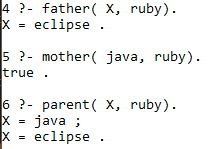 4 ?- father( X, ruby).
X = eclipse .
5 ?- mother( java, ruby).
true .
6 ?- parent( X, ruby).
X = java ;
X = eclipse .